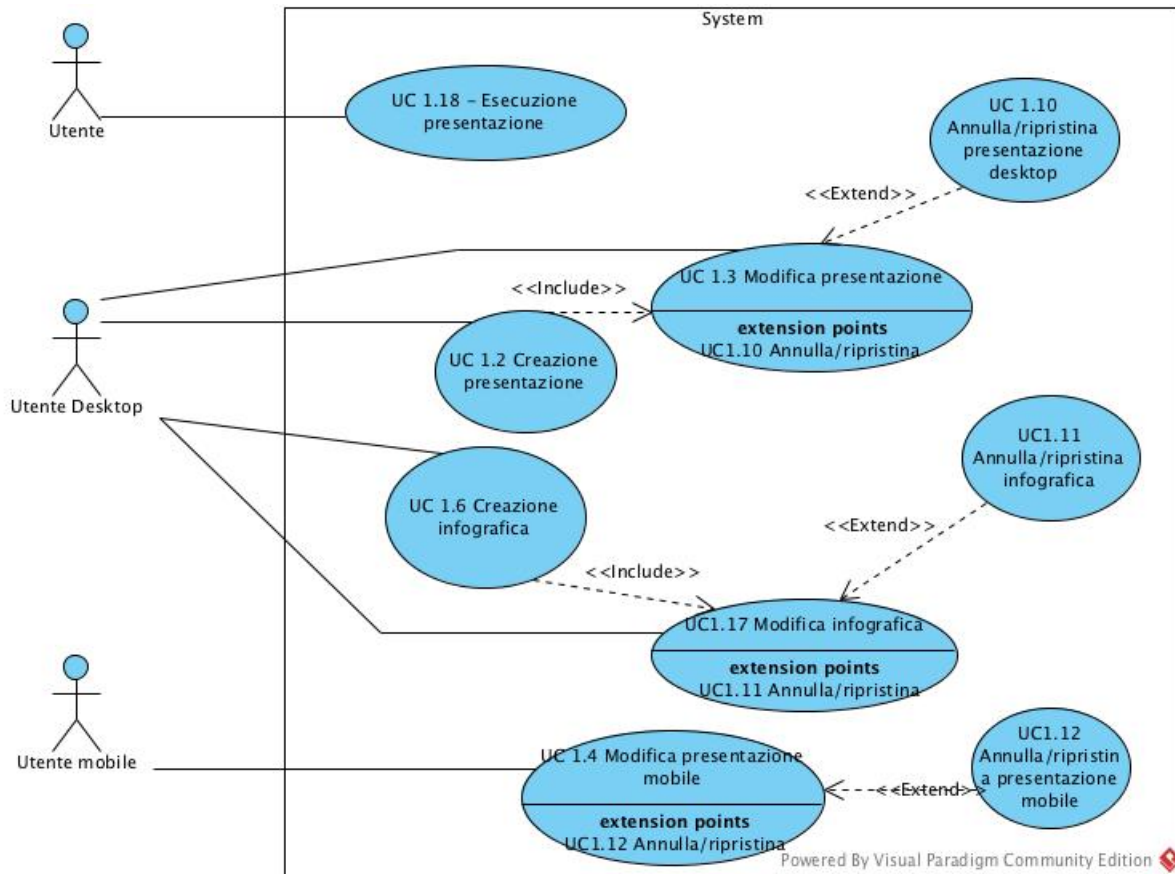 System
UC 1.18 - Esecuzione
presentazione
Utente
UC 1.10
Annulla/ripristina
presentazione
desktop
<<Extend>>
UC 1.3 Modifica presentazione
extension points
UC1.10 Annulla/ripristina
<<Include>>
UC 1.2 Creazione
presentazione
Utente Desktop
UC1.11
Annulla/ripristina
infografica
UC 1.6 Creazione
infografica
<<Extend>>
<<Include>>
UC1.17 Modifica infografica
extension points
UC1.11 Annulla/ripristina
Utente mobile
UC 1.4 Modifica presentazione
mobile
extension points
UC1.12 Annulla/ripristina
<<Extend>>
UC1.12
Annulla/ripristin
a presentazione
mobile
Powered By Visual Paradigm Community Edition